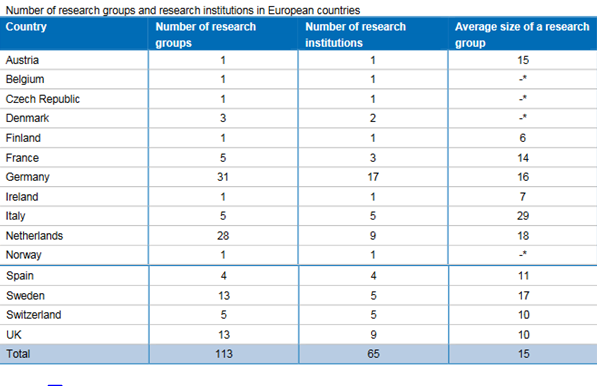 Number of research groups and research institutions in European countries
Country Number of research groups Number of research institutions Average size of a research group
Austria 1 1 15
Belgium 1 1 -*
Czech Republic 1 1 -*
Denmark 3 2 -*
Finland 1 1 6
France 5 3 14
Germany 31 17 16
Ireland 1 1 7
Italy 5 5 29
Netherlands 28 9 18
Norway 1 1 -*
Spain 4 4 11
Sweden 13 5 17
Switzerland 5 5 10
UK 13 9 10
Total 113 65 15